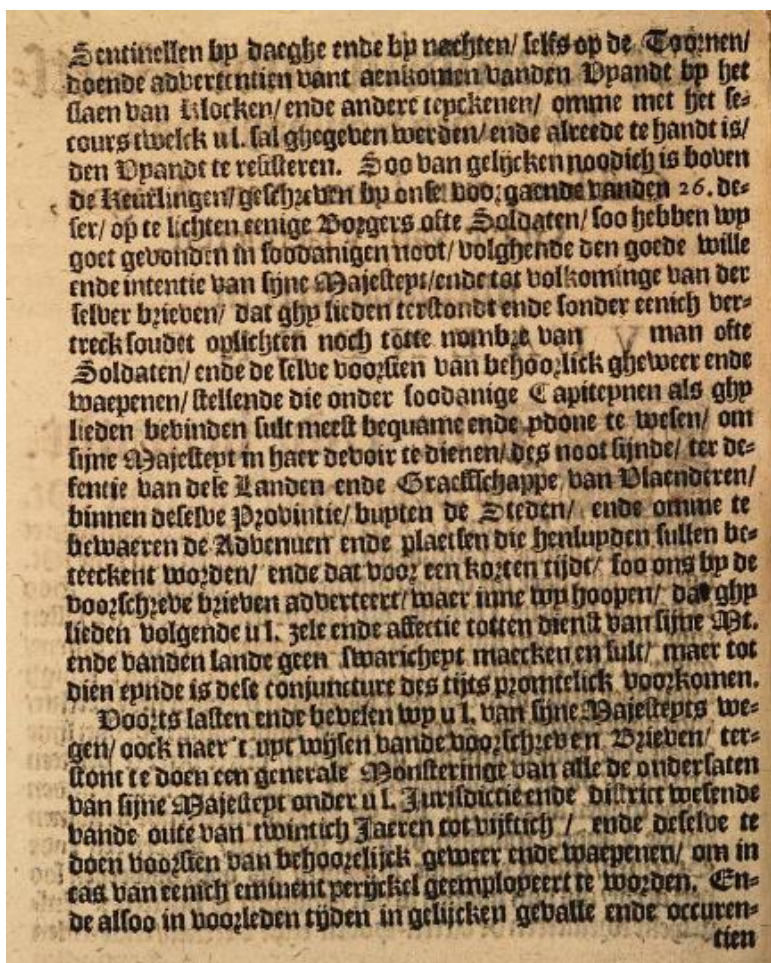 Sentinellen by daeghe ende by nachten/ selfs op de Toornen/
doende advertentien vant aenkomen vanden Vyandt by het
slaen van Klocken/ ende andere teyckenen/ omme met het se-
cours twelck u l. sal ghegeven werden/ ende alreede te handt is/
den Vyandt te resisteren. Soo van gelijcken noodich is boven
de Keurlingen/ geschreven by onse voorgaende vanden 26. de-
ser/ op te lichten eenige Borgers ofte Soldaten/ soo hebben wy
goet gevonden in soodanigen noot/ volghende den goede wille
ende intentie van sijne Majesteyt/ ende tot volkominge van der
selver brieven/ dat ghy lieden terstondt ende sonder eenich ver-
treck soudet oplichten noch totte nombre van V man ofte
Soldaten/ ende de selve voorsien van behoorlick gheweer ende
waepenen/ stellende die onder soodanige Capiteynen als ghy
lieden bevinden sult meest bequame ende ydone te wesen/ om
sijne Majesteyt in haer devoir te dienen/ des noot sijnde/ ter de-
fentie van dese Landen ende Graeffschappe van Vlaenderen/
binnen deselve Provintie/ buyten de Steden/ ende omme te
bewaeren de Advenuen ende plaetsen die henluyden sullen be-
teeckent worden/ ende dat voor een korten tijdt/ soo ons by de
voorschreve brieven adverteert/ waer inne wy hoopen/ dat ghy
lieden volgende u l. zele ende affectie totten dienst van sijne Mt.
ende vanden lande geen swaricheyt maecken en sult/ maer tot
dien eynde is dese conjuncture des tijts promtelick voorkomen.
Voorts lasten ende bevelen wy u l. van sijne Majesteyts we-
gen/ oock naer 't uyt wijsen vande voorschreven Brieven/ ter-
stont te doen een generale Monsteringe van alle de ondersaten
van sijne Majesteyt onder u l. Jurisdictie ende district wesende
vande oute van twintich Jaeren tot vijftich / ende deselve te
doen voorsien van behoorelijck geweer ende waepenen/ om in
cas van eenich eminent perijckel geemployeert te worden. En-
de alsoo in voorleden tyden in gelijcken gevalle ende occuren-
tien